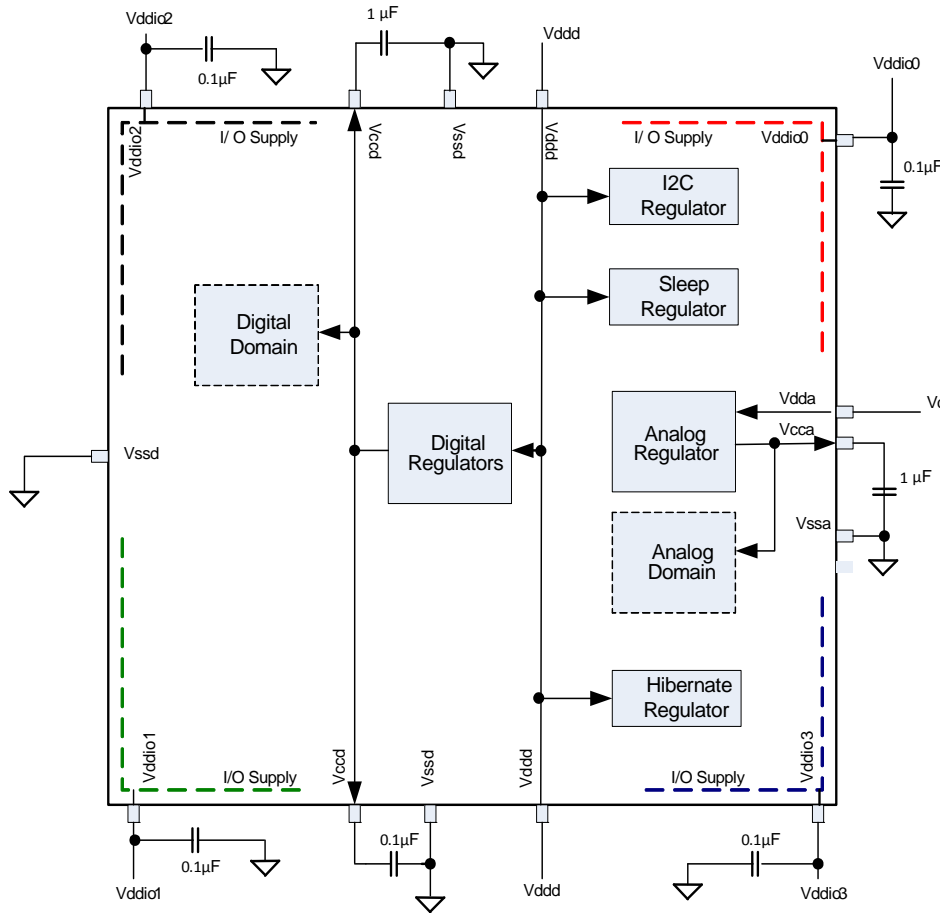 Vddio2
1 µF
Vddd
Vddio0
0.1µF
0.1µF
I/ O Supply
Vddio2
Vccd
Vssd
Vddd
I/ O Supply
Vddio0
I2C
Regulator
Sleep
Regulator
Digital
Domain
Vdda
Vcca
Analog
Regulator
Digital
Regulators
Vssd
1 µF
Vssa
Analog
Domain
Hibernate
Regulator
Vddio1
I/O Supply
Vccd
Vssd
Vddd
I/O Supply
Vddio3
0.1µF
0.1µF
0.1µF
Vddio1
Vddd
Vddio3